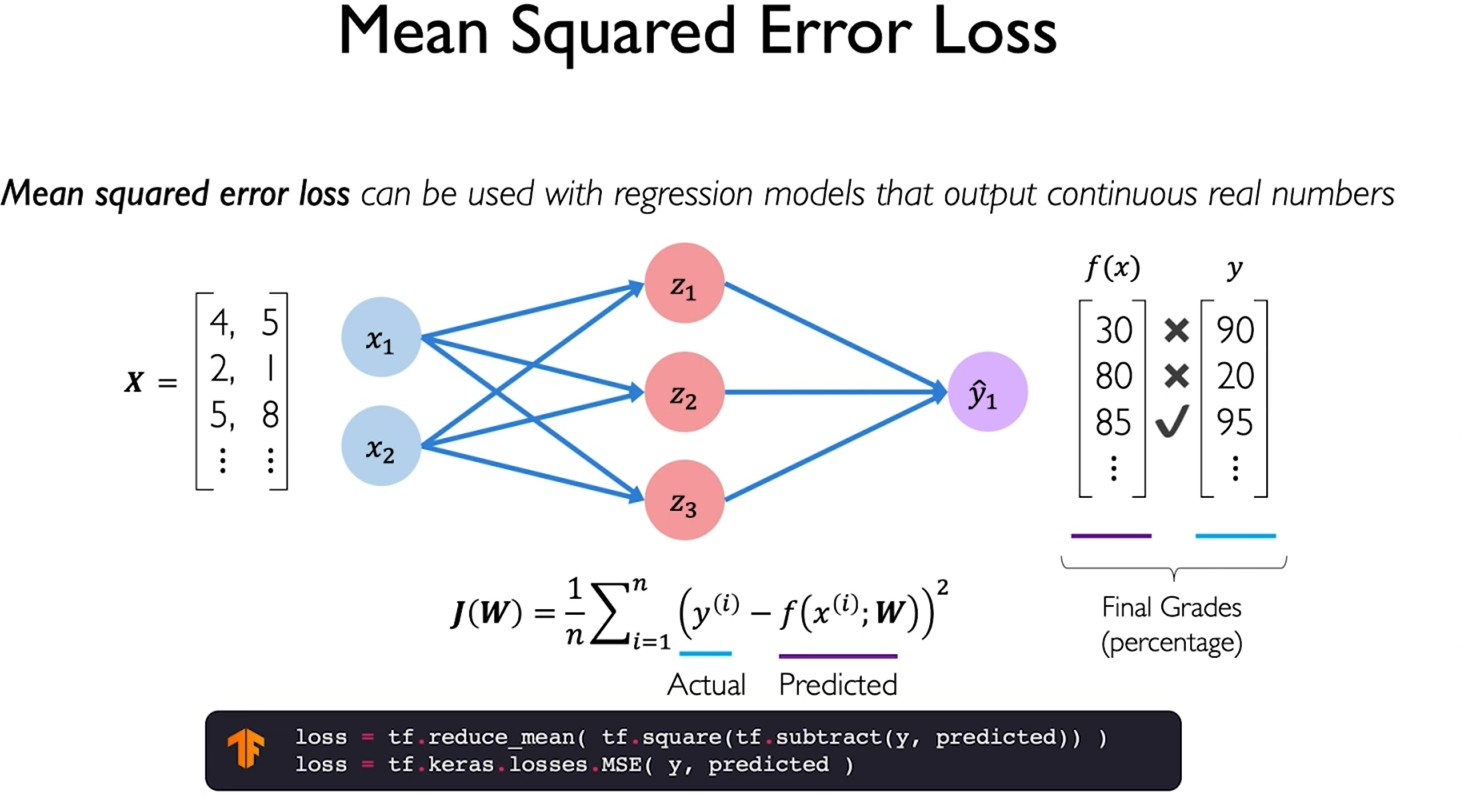 Mean Squared Error Loss
Mean squared error loss can be used with regression models that output continuous real numbers
X = [4, 5
2, 1
5, 8
⋮ ⋮]
x₁
x₂
z₁
z₂
z₃
ŷ₁
f(x) y
30 ✖ 90
80 ✖ 20
85 ✔ 95
⋮ ⋮
Final Grades
(percentage)
J(W) = 1/n ∑ⁿᵢ₌₁ (y⁽ⁱ⁾ − f(x⁽ⁱ⁾; W))²
Actual Predicted
loss = tf.reduce_mean( tf.square(tf.subtract(y, predicted)) )
loss = tf.keras.losses.MSE( y, predicted )